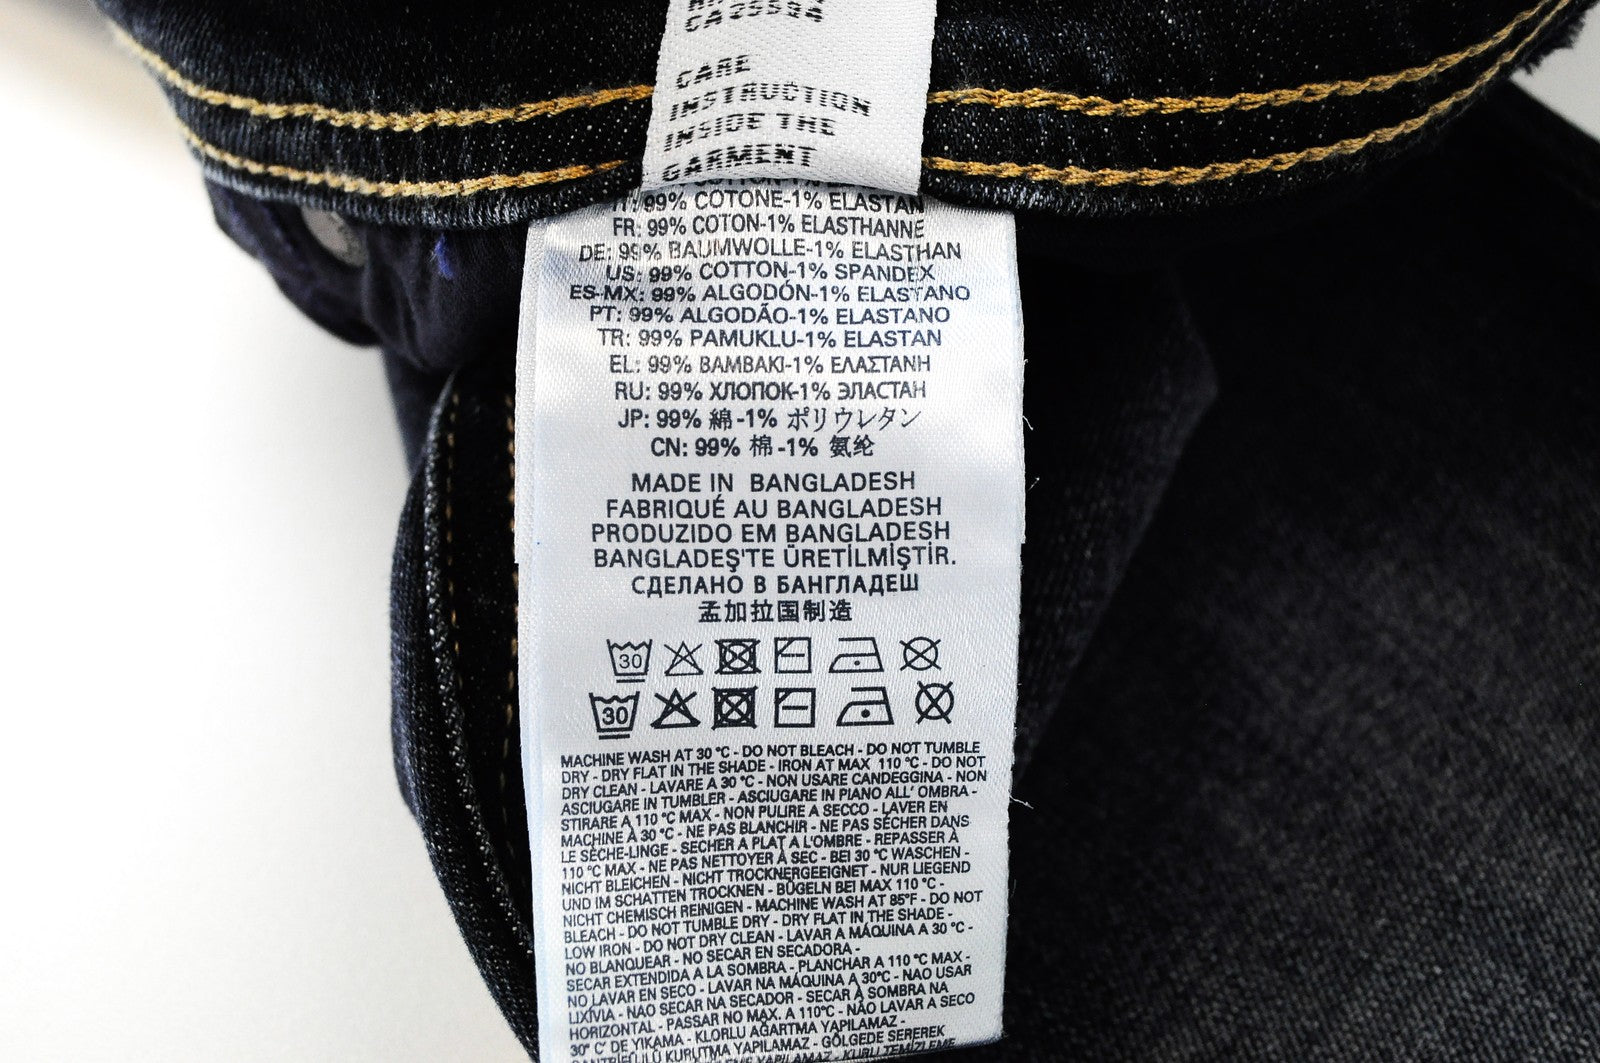 CA25524
CARE
INSTRUCTION
INSIDE THE
GARMENT
IT: 99% COTONE-1% ELASTAN
FR: 99% COTON-1% ELASTHANNE
DE: 99% BAUMWOLLE-1% ELASTHAN
US: 99% COTTON-1% SPANDEX
ES-MX: 99% ALGODÓN-1% ELASTANO
PT: 99% ALGODÃO-1% ELASTANO
TR: 99% PAMUKLU-1% ELASTAN
EL: 99% BAMBAKI-1% ΕΛΑΣΤΑΝΗ
RU: 99% ХЛОПОК-1% ЭЛАСТАН
JP: 99% 綿 -1% ポリウレタン
CN: 99% 棉 -1% 氨纶
MADE IN BANGLADESH
FABRIQUÉ AU BANGLADESH
PRODUZIDO EM BANGLADESH
BANGLADEŞ'TE ÜRETİLMİŞTİR.
СДЕЛАНО В БАНГЛАДЕШ
孟加拉国制造
30
30
MACHINE WASH AT 30 °C - DO NOT BLEACH - DO NOT TUMBLE
DRY - DRY FLAT IN THE SHADE - IRON AT MAX 110 °C - DO NOT
DRY CLEAN - LAVARE A 30 °C - NON USARE CANDEGGINA - NON
ASCIUGARE IN TUMBLER - ASCIUGARE IN PIANO ALL' OMBRA -
STIRARE A 110 °C MAX - NON PULIRE A SECCO - LAVER EN
MACHINE À 30 °C - NE PAS BLANCHIR - NE PAS SÉCHER DANS
LE SÈCHE-LINGE - SECHER A PLAT A L'OMBRE - REPASSER À
110 °C MAX - NE PAS NETTOYER À SEC - BEI 30 °C WASCHEN -
NICHT BLEICHEN - NICHT TROCKNERGEEIGNET - NUR LIEGEND
UND IM SCHATTEN TROCKNEN - BÜGELN BEI MAX 110 °C -
NICHT CHEMISCH REINIGEN - MACHINE WASH AT 85°F - DO NOT
BLEACH - DO NOT TUMBLE DRY - DRY FLAT IN THE SHADE -
LOW IRON - DO NOT DRY CLEAN - LAVAR A MÁQUINA A 30 °C -
NO BLANQUEAR - NO SECAR EN SECADORA -
SECAR EXTENDIDA A LA SOMBRA - PLANCHAR A 110 °C MAX -
NO LAVAR EN SECO - LAVAR NA MÁQUINA A 30°C - NAO USAR
LIXÍVIA - NAO SECAR NA SECADOR - SECAR À SOMBRA NA
HORIZONTAL - PASSAR NO MAX. A 110°C - NÃO LAVAR A SECO
30° C' DE YIKAMA - KLORLU AĞARTMA YAPILAMAZ -
SANTRİFÜJLÜ KURUTMA YAPILAMAZ - GÖLGEDE SEREREK
YAPILAMAZ - KURU TEMİZLEME